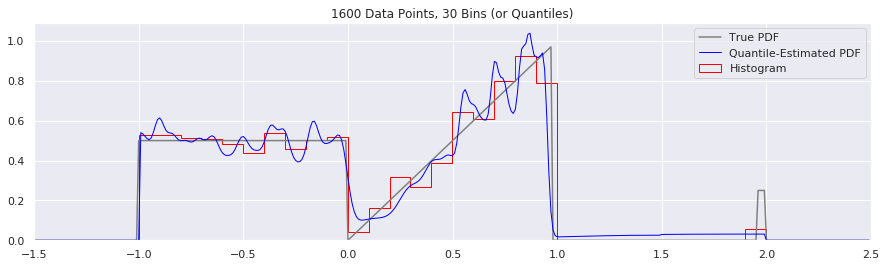 1600 Data Points, 30 Bins (or Quantiles)
True PDF
Quantile-Estimated PDF
Histogram
1.0
0.8
0.6
0.4
0.2
0.0
−1.5 −1.0 −0.5 0.0 0.5 1.0 1.5 2.0 2.5